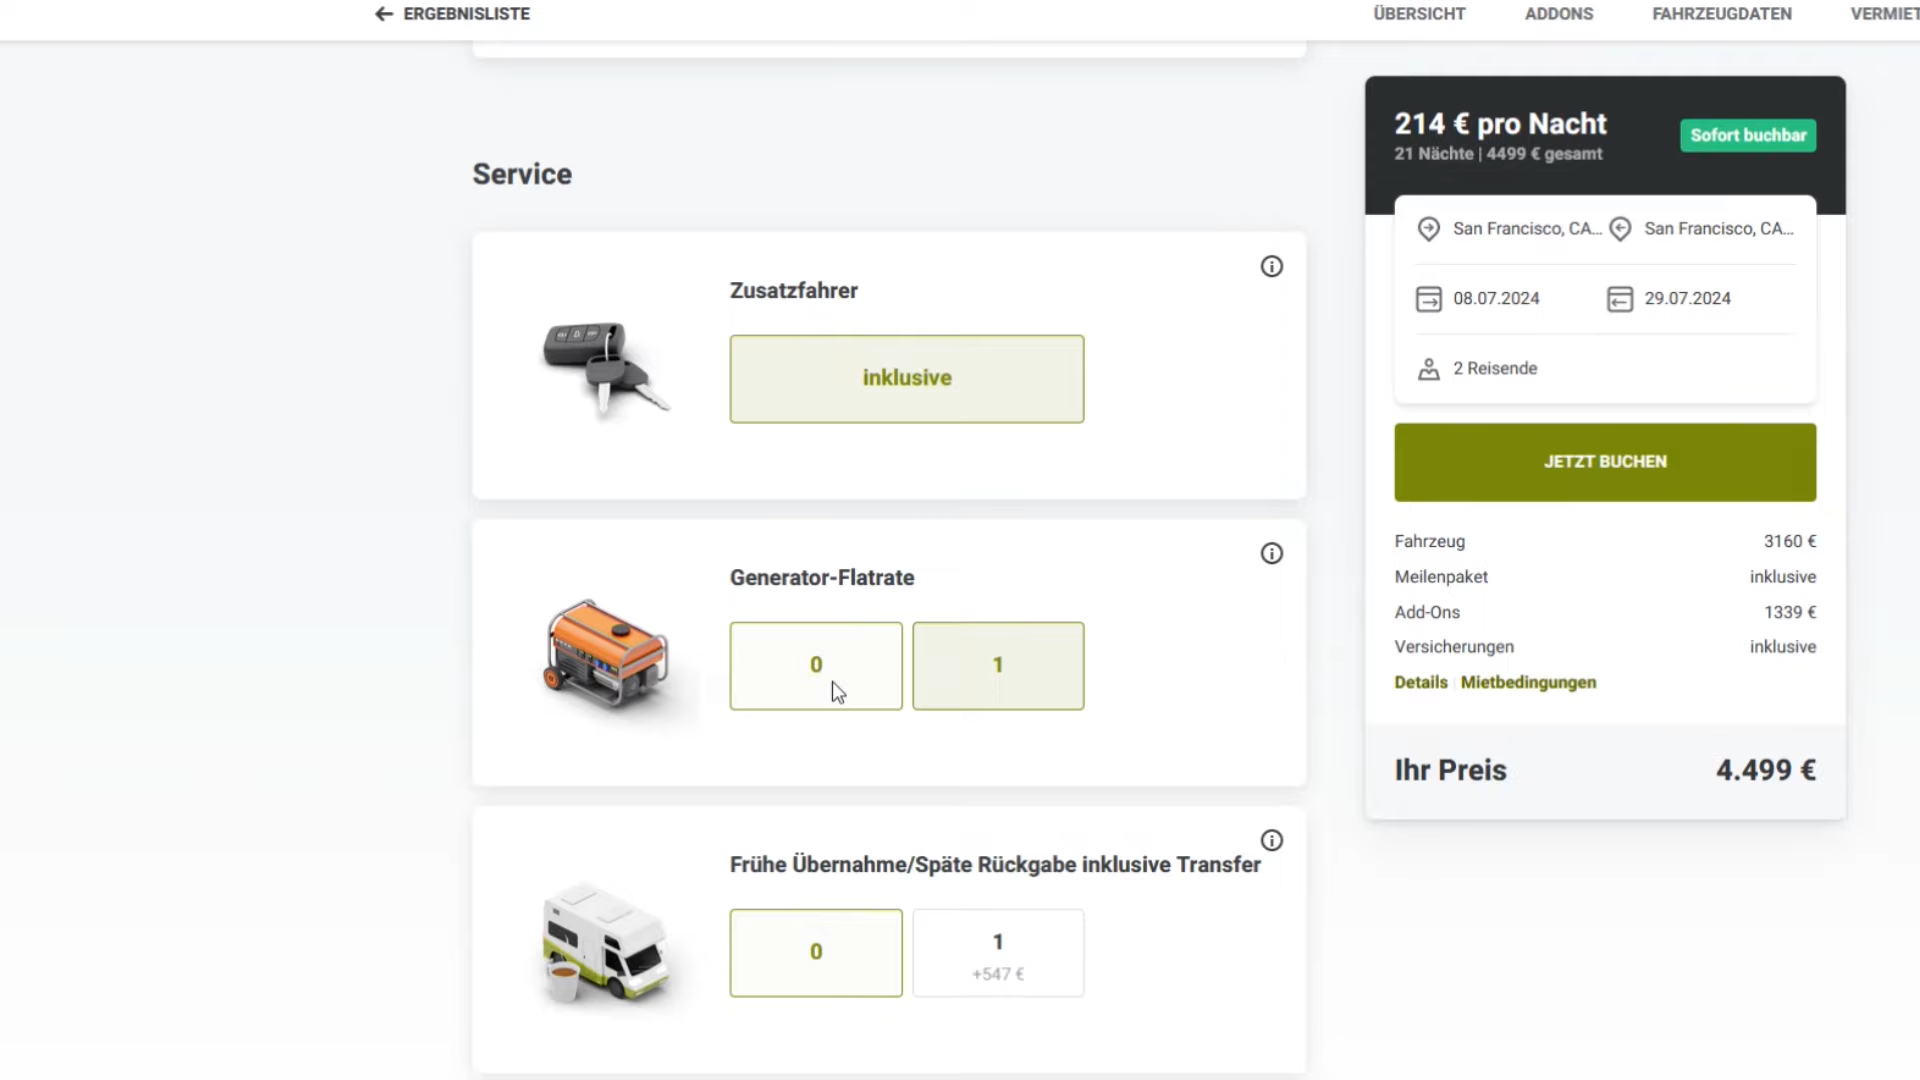 ERGEBNISLISTE
ÜBERSICHT
ADDONS
FAHRZEUGDATEN
VERMIET
Service
Zusatzfahrer
inklusive
Generator-Flatrate
0
1
Frühe Übernahme/Späte Rückgabe inklusive Transfer
0
1
+547 €
214 € pro Nacht
21 Nächte | 4499 € gesamt
Sofort buchbar
San Francisco, CA...
San Francisco, CA...
08.07.2024
29.07.2024
2 Reisende
JETZT BUCHEN
Fahrzeug 3160 €
Meilenpaket inklusive
Add-Ons 1339 €
Versicherungen inklusive
Details | Mietbedingungen
Ihr Preis 4.499 €